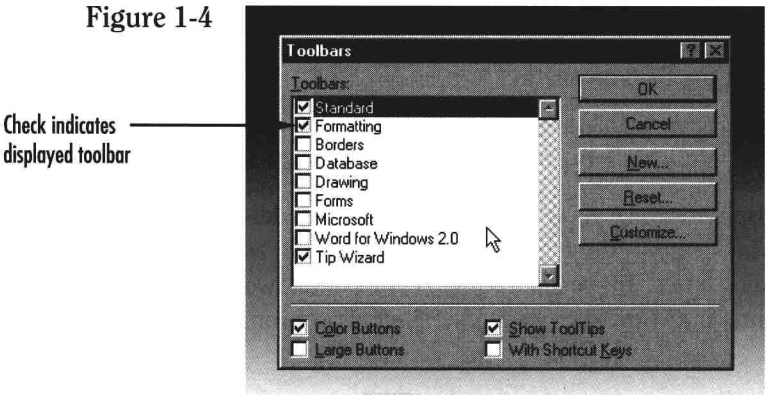 Figure 1-4
Toolbars
Toolbars:
Standard
Formatting
Borders
Database
Drawing
Forms
Microsoft
Word for Windows 2.0
Tip Wizard
OK
Cancel
New...
Reset...
Customize...
Check indicates
displayed toolbar
Color Buttons
Large Buttons
Show ToolTips
With Shortcut Keys